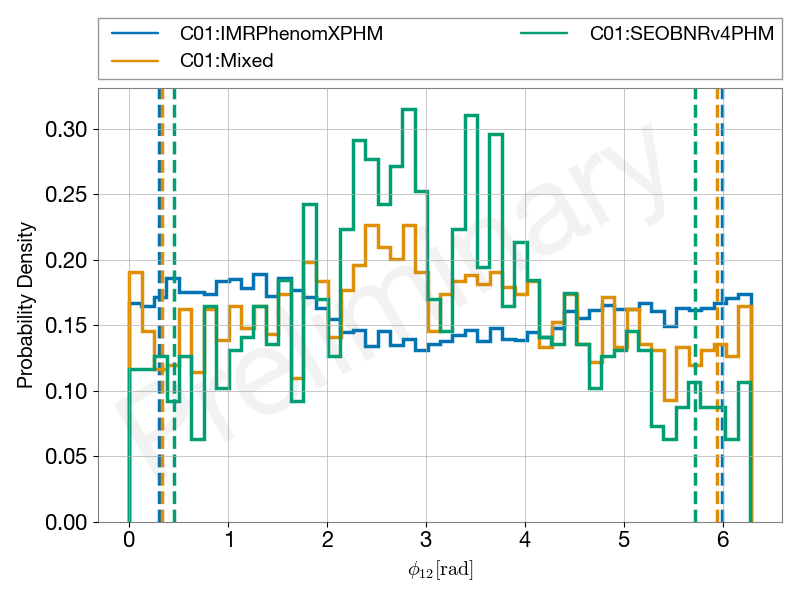 C01:IMRPhenomXPHM
C01:Mixed
C01:SEOBNRv4PHM
0.30
0.25
0.20
0.15
0.10
0.05
0.00
Probability Density
Preliminary
0 1 2 3 4 5 6
ϕ₁₂[rad]